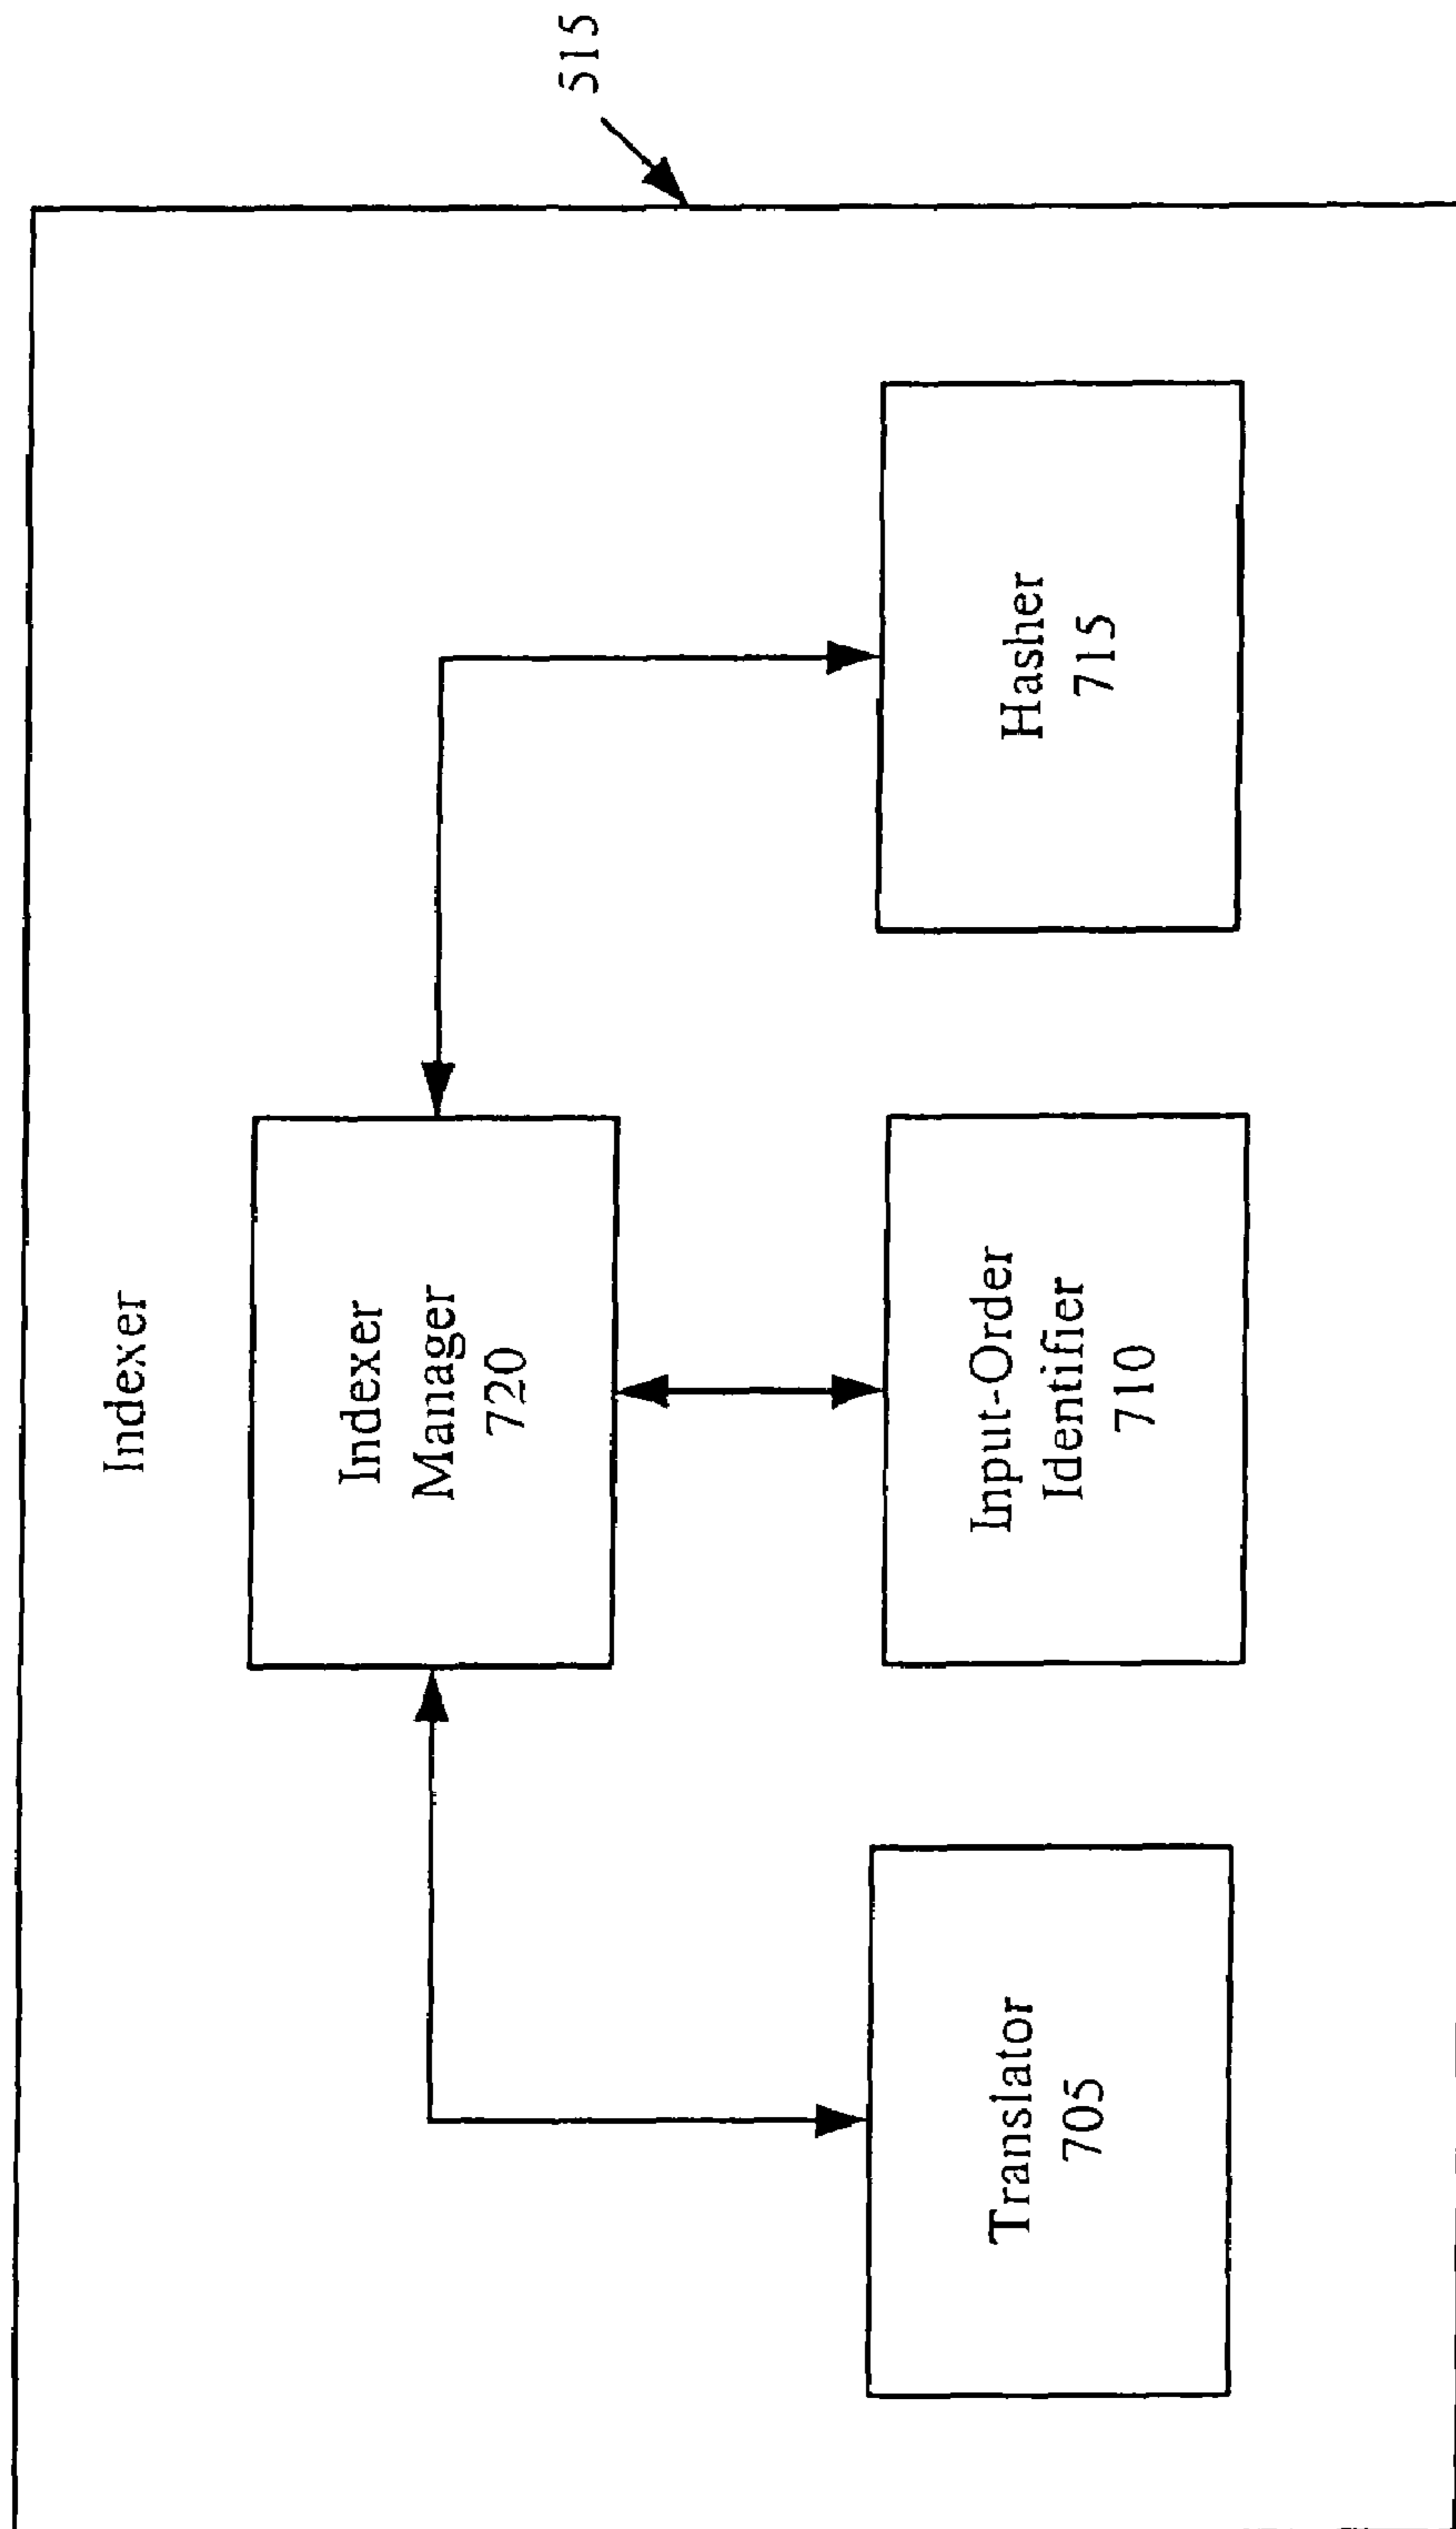 Indexer
515
Indexer
Manager
720
Translator
705
Input-Order
Identifier
710
Hasher
715